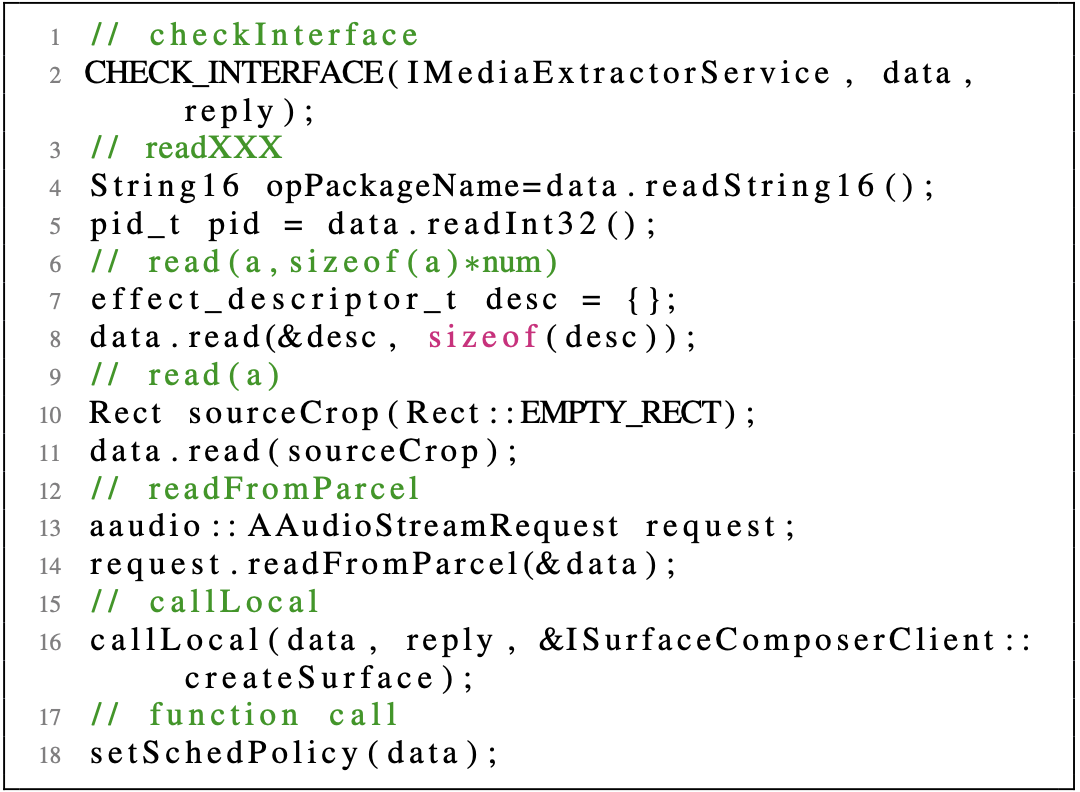 1 // checkInterface
2 CHECK_INTERFACE(IMediaExtractorService, data,
reply);
3 // readXXX
4 String16 opPackageName=data.readString16();
5 pid_t pid = data.readInt32();
6 // read(a,sizeof(a)*num)
7 effect_descriptor_t desc = {};
8 data.read(&desc, sizeof(desc));
9 // read(a)
10 Rect sourceCrop(Rect::EMPTY_RECT);
11 data.read(sourceCrop);
12 // readFromParcel
13 aaudio::AAudioStreamRequest request;
14 request.readFromParcel(&data);
15 // callLocal
16 callLocal(data, reply, &ISurfaceComposerClient::
createSurface);
17 // function call
18 setSchedPolicy(data);